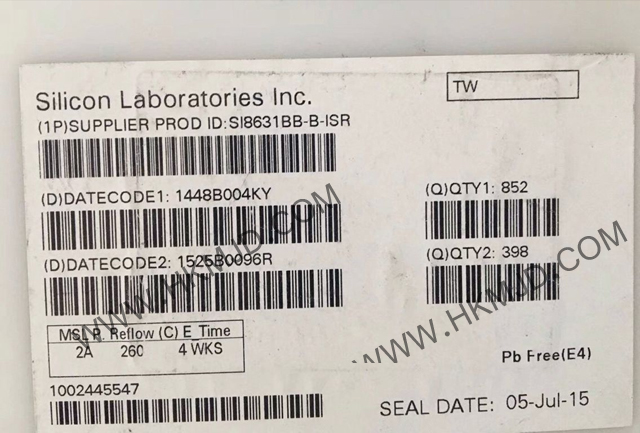 Silicon Laboratories Inc.
TW
(1P)SUPPLIER PROD ID:SI8631BB-B-ISR
(D)DATECODE1: 1448B004KY
(Q)QTY1: 852
(D)DATECODE2: 1525B0096R
(Q)QTY2: 398
MSL P. Reflow (C) E_Time
2A 260 4 WKS
Pb Free(E4)
1002445547
SEAL DATE: 05-Jul-15
WWW.HKMJD.COM
WWW.HKMJD.COM